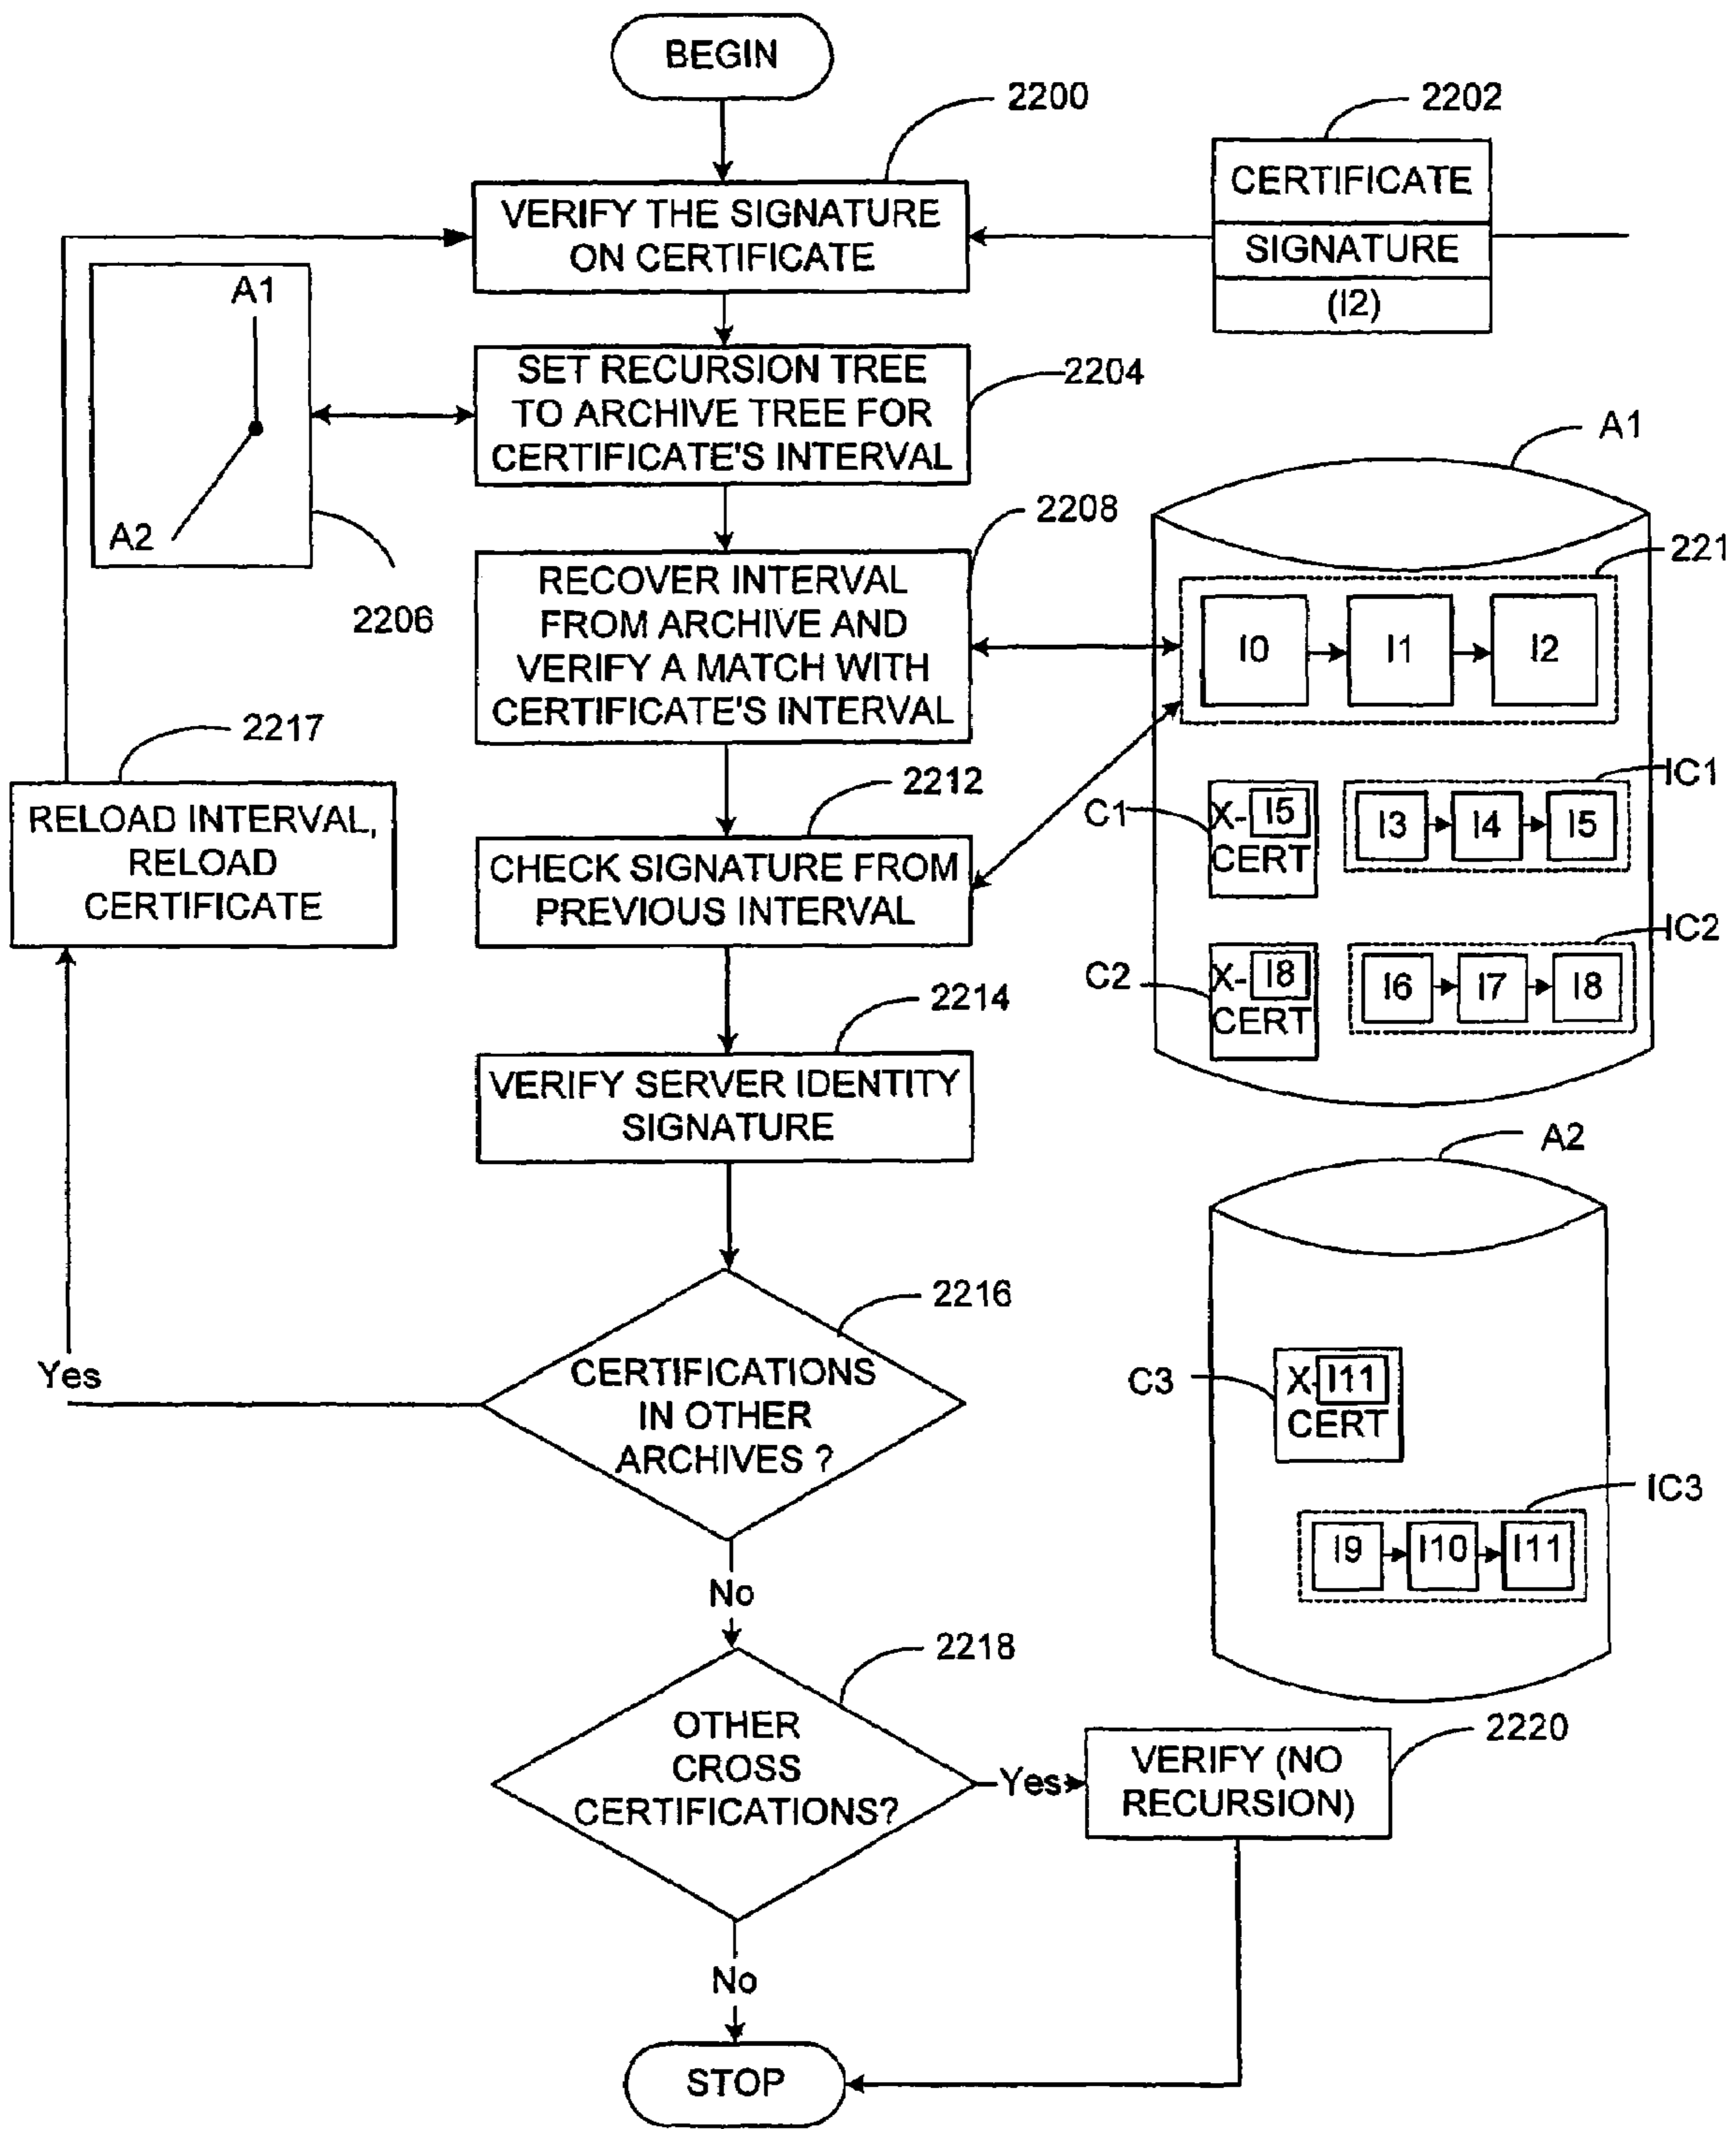 BEGIN
2200
2202
VERIFY THE SIGNATURE
ON CERTIFICATE
CERTIFICATE
SIGNATURE
(I2)
A1
A2
2206
SET RECURSION TREE
TO ARCHIVE TREE FOR
CERTIFICATE'S INTERVAL
2204
RECOVER INTERVAL
FROM ARCHIVE AND
VERIFY A MATCH WITH
CERTIFICATE'S INTERVAL
2208
A1
221
I0
I1
I2
2217
RELOAD INTERVAL,
RELOAD
CERTIFICATE
2212
CHECK SIGNATURE FROM
PREVIOUS INTERVAL
C1
X- I5
CERT
IC1
I3
I4
I5
C2
X- I8
CERT
IC2
I6
I7
I8
2214
VERIFY SERVER IDENTITY
SIGNATURE
A2
2216
CERTIFICATIONS
IN OTHER
ARCHIVES ?
Yes
No
C3
X- I11
CERT
IC3
I9
I10
I11
2218
OTHER
CROSS
CERTIFICATIONS?
Yes
No
2220
VERIFY (NO
RECURSION)
STOP